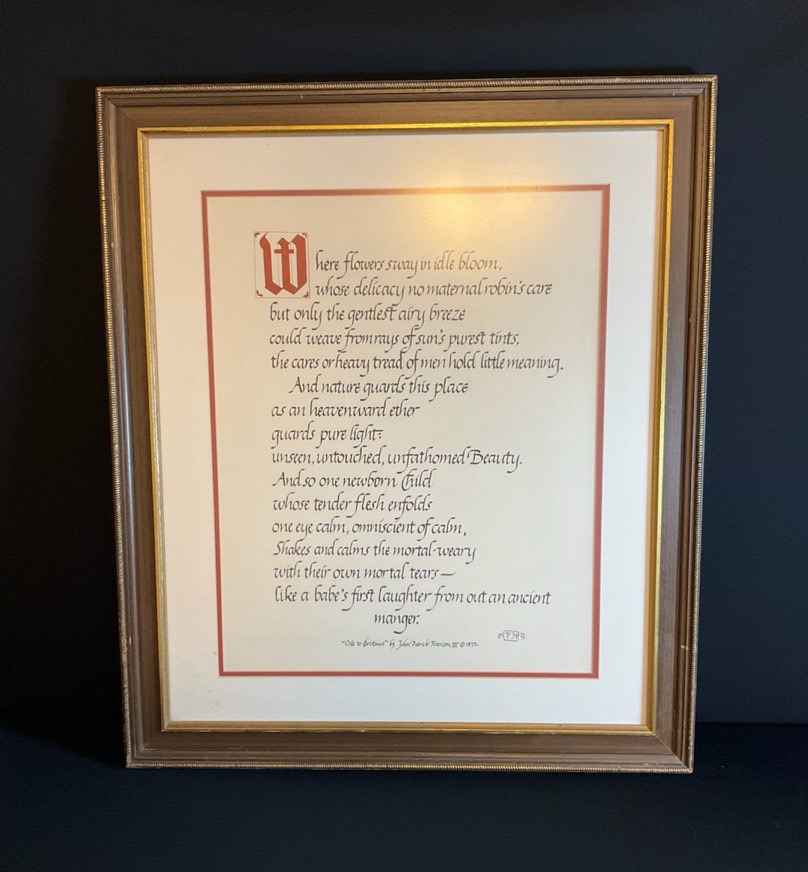 Where flowers sway in idle bloom,
whose delicacy no maternal robin's care
but only the gentlest airy breeze
could weave from rays of sun's purest tints,
the cares or heavy tread of men hold little meaning.
And nature guards this place
as an heavenward ether
guards pure light:
unseen, untouched, unfathomed Beauty.
And so one newborn Child
whose tender flesh enfolds
one eye calm, omniscient of calm,
Shakes and calms the mortal-weary
with their own mortal tears—
like a babe's first laughter from out an ancient
manger.
"Ode to by John Patrick III © 1973.